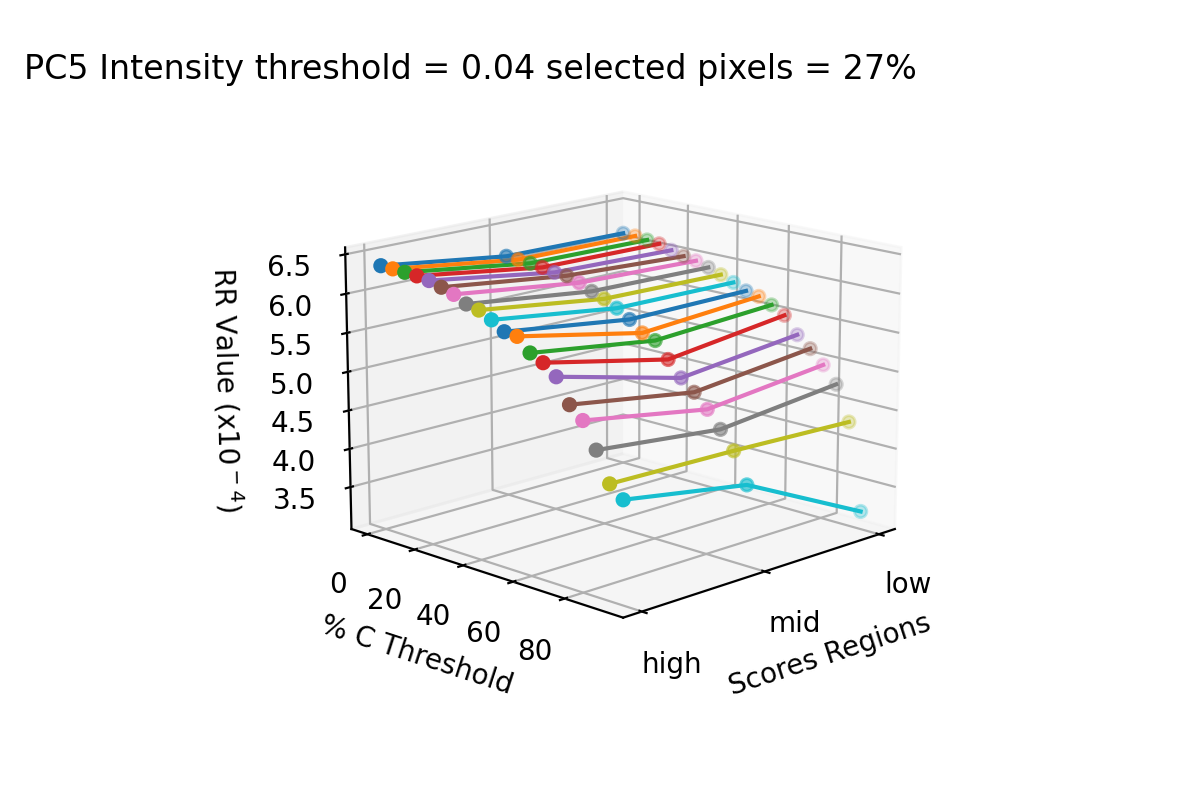 PC5 Intensity threshold = 0.04 selected pixels = 27%
6.5
6.0
5.5
5.0
4.5
4.0
3.5
RR Value (x10⁻⁴)
0
20
40
60
80
% C Threshold
high
mid
low
Scores Regions